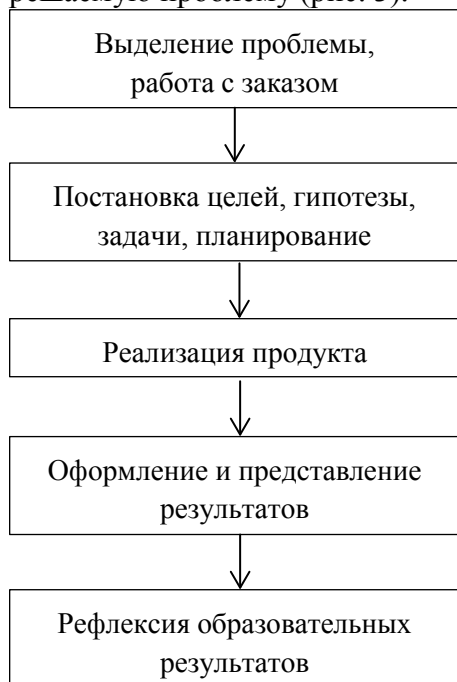 решаемую проблему (рис. 3).
Выделение проблемы,
работа с заказом
Постановка целей, гипотезы,
задачи, планирование
Реализация продукта
Оформление и представление
результатов
Рефлексия образовательных
результатов